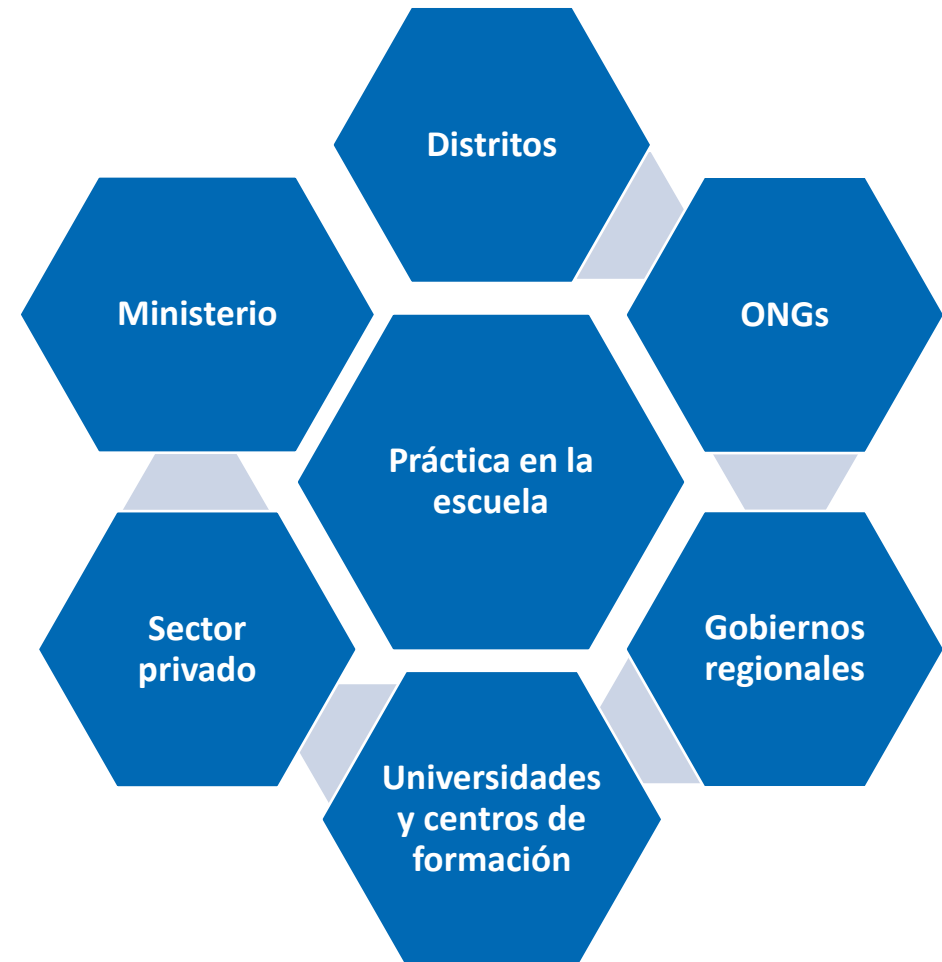 Distritos
Ministerio
ONGs
Práctica en la
escuela
Sector
privado
Gobiernos
regionales
Universidades
y centros de
formación